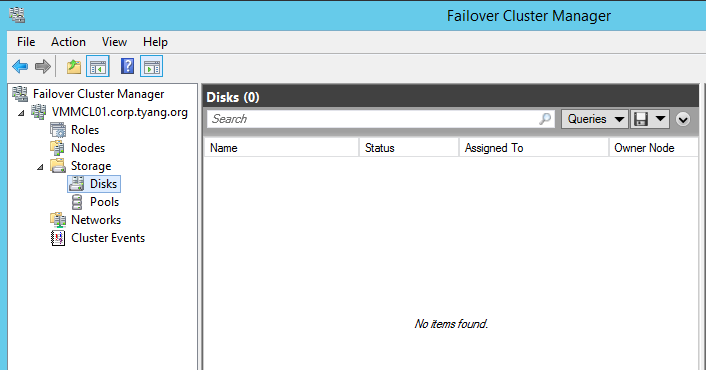 Failover Cluster Manager
File Action View Help
Failover Cluster Manager
VMMCL01.corp.tyang.org
Roles
Nodes
Storage
Disks
Pools
Networks
Cluster Events
Disks (0)
Search
Queries
Name Status Assigned To Owner Node
No items found.